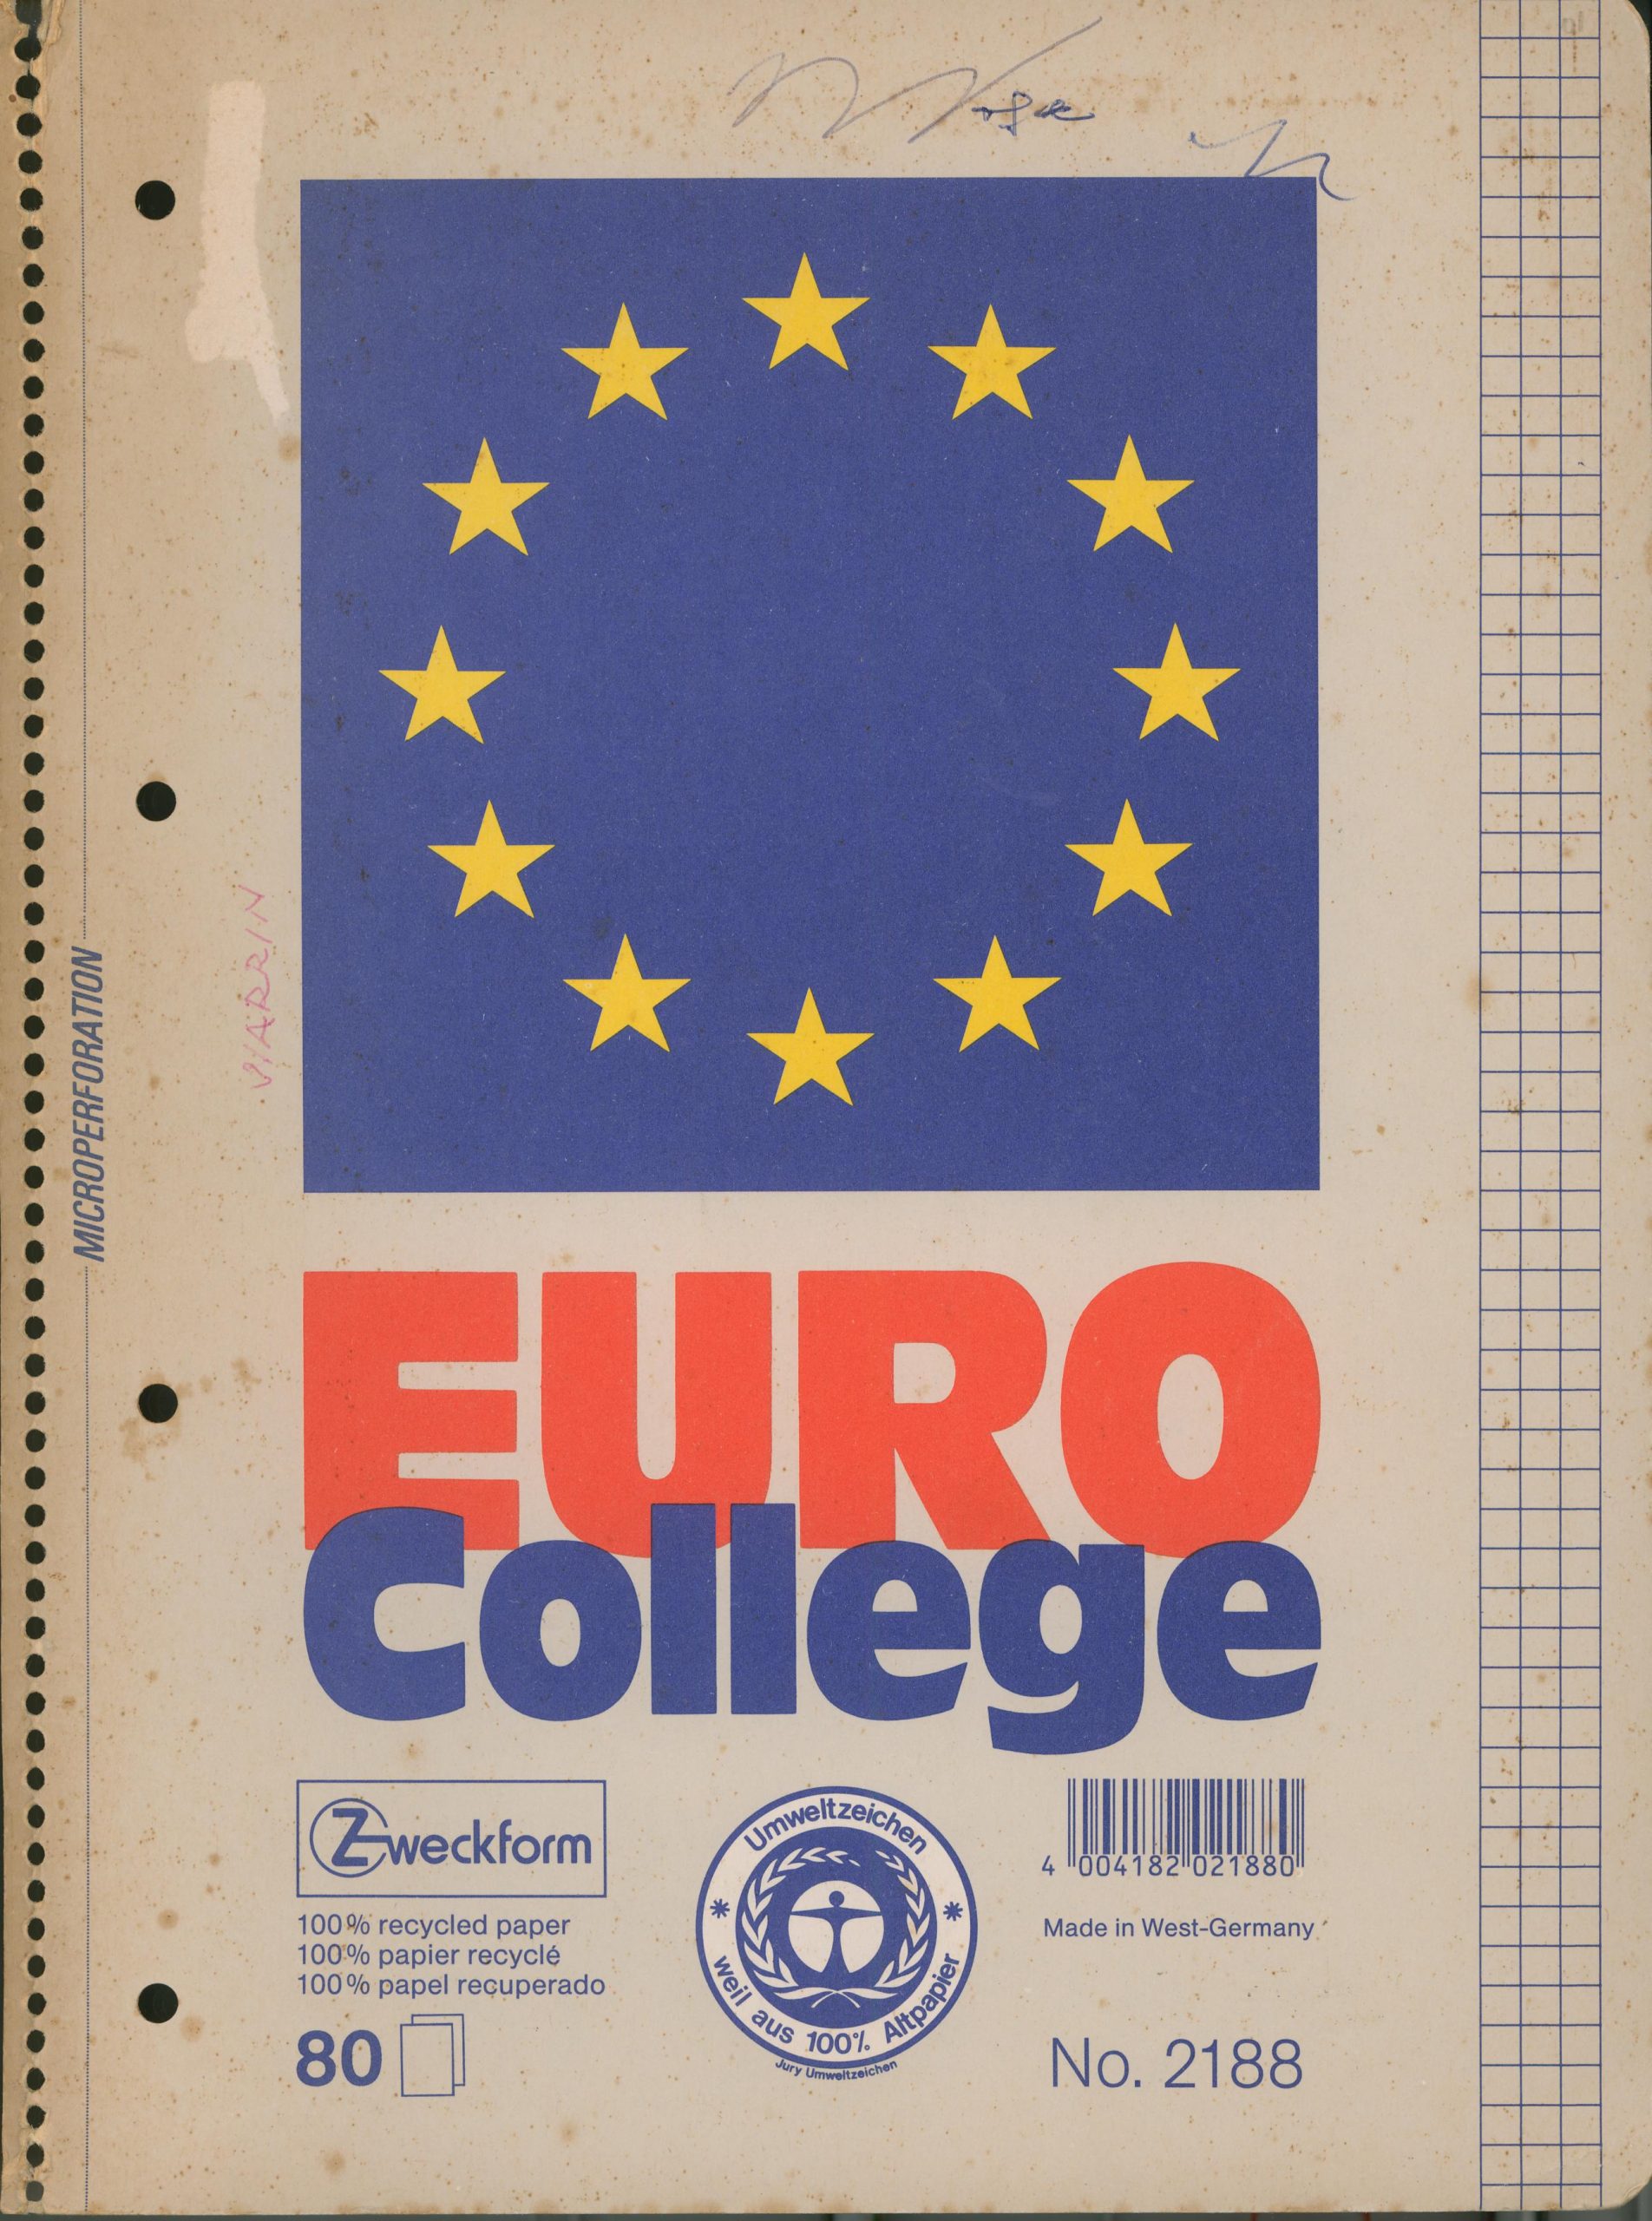 MICROPERFORATION
WARRIN
EURO
College
Zweckform
100% recycled paper
100% papier recyclé
100% papel recuperado
80
Umweltzeichen
weil aus 100% Altpapier
Jury Umweltzeichen
4 004182 021880
Made in West-Germany
No. 2188